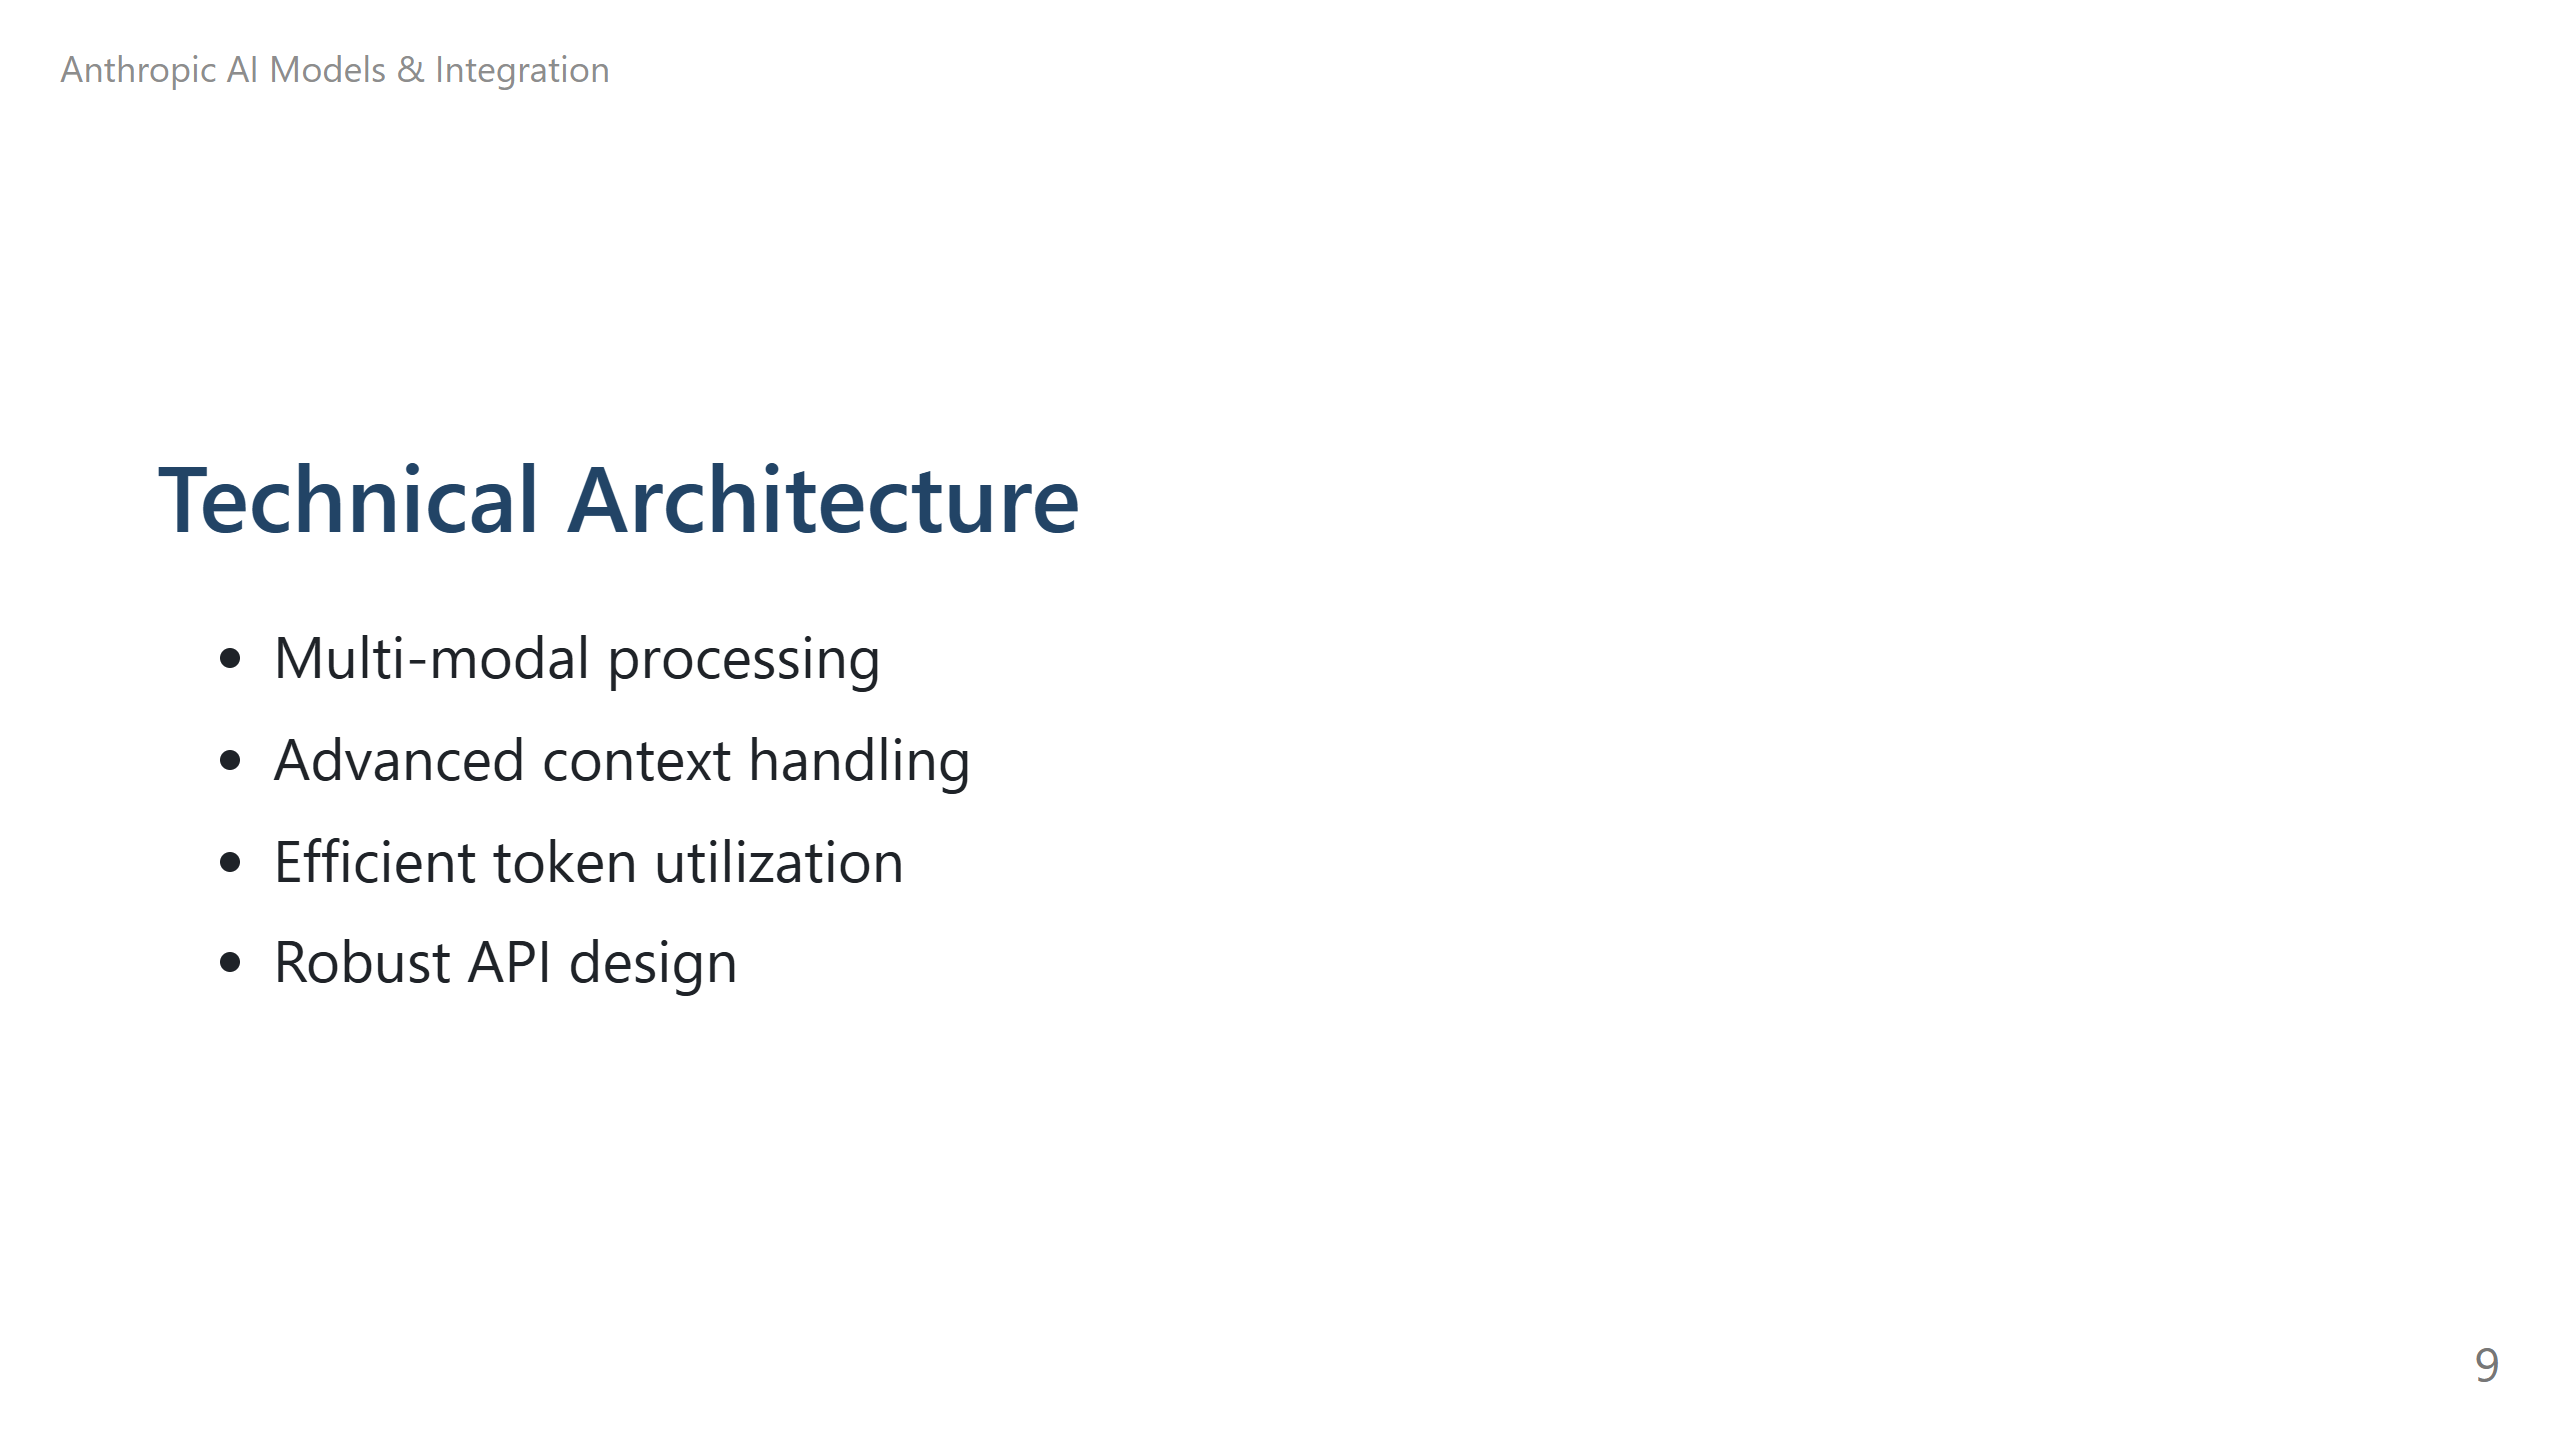 Anthropic AI Models & Integration
Technical Architecture
• Multi-modal processing
• Advanced context handling
• Efficient token utilization
• Robust API design
9